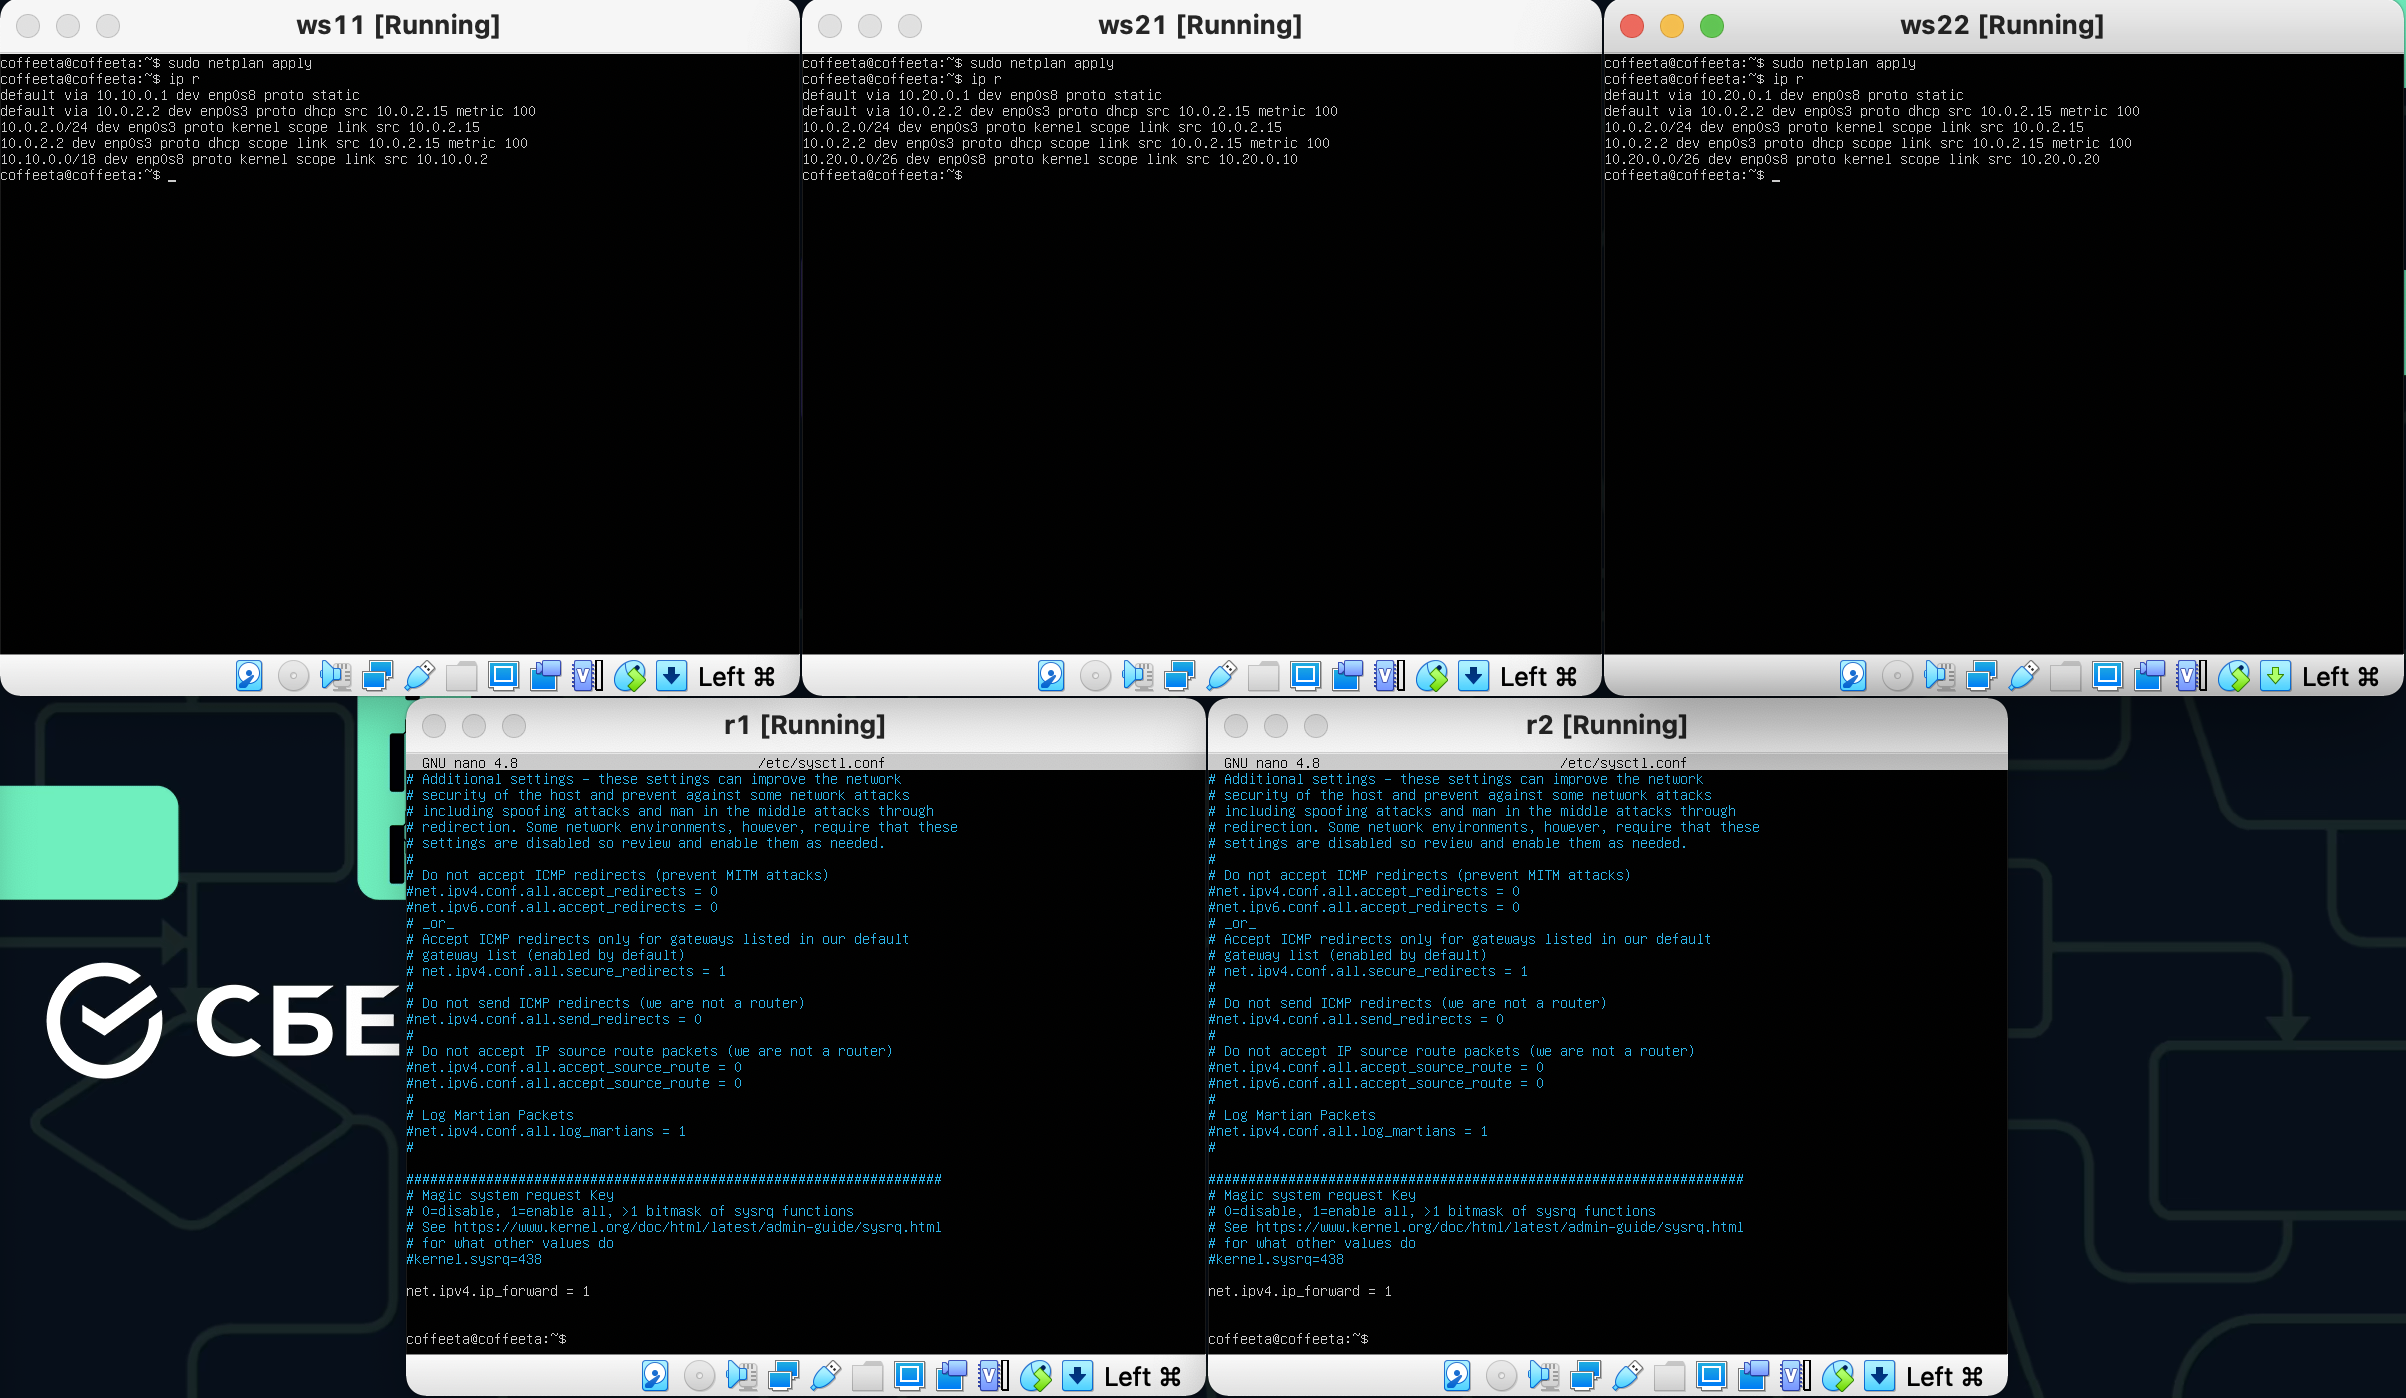 ws11 [Running]
coffeeta@coffeeta:~$ sudo netplan apply
coffeeta@coffeeta:~$ ip r
default via 10.10.0.1 dev enp0s8 proto static
default via 10.0.2.2 dev enp0s3 proto dhcp src 10.0.2.15 metric 100
10.0.2.0/24 dev enp0s3 proto kernel scope link src 10.0.2.15
10.0.2.2 dev enp0s3 proto dhcp scope link src 10.0.2.15 metric 100
10.10.0.0/18 dev enp0s8 proto kernel scope link src 10.10.0.2
coffeeta@coffeeta:~$ _
Left ⌘
ws21 [Running]
coffeeta@coffeeta:~$ sudo netplan apply
coffeeta@coffeeta:~$ ip r
default via 10.20.0.1 dev enp0s8 proto static
default via 10.0.2.2 dev enp0s3 proto dhcp src 10.0.2.15 metric 100
10.0.2.0/24 dev enp0s3 proto kernel scope link src 10.0.2.15
10.0.2.2 dev enp0s3 proto dhcp scope link src 10.0.2.15 metric 100
10.20.0.0/26 dev enp0s8 proto kernel scope link src 10.20.0.10
coffeeta@coffeeta:~$
Left ⌘
ws22 [Running]
coffeeta@coffeeta:~$ sudo netplan apply
coffeeta@coffeeta:~$ ip r
default via 10.20.0.1 dev enp0s8 proto static
default via 10.0.2.2 dev enp0s3 proto dhcp src 10.0.2.15 metric 100
10.0.2.0/24 dev enp0s3 proto kernel scope link src 10.0.2.15
10.0.2.2 dev enp0s3 proto dhcp scope link src 10.0.2.15 metric 100
10.20.0.0/26 dev enp0s8 proto kernel scope link src 10.20.0.20
coffeeta@coffeeta:~$ _
Left ⌘
СБЕ
r1 [Running]
GNU nano 4.8 /etc/sysctl.conf
# Additional settings - these settings can improve the network
# security of the host and prevent against some network attacks
# including spoofing attacks and man in the middle attacks through
# redirection. Some network environments, however, require that these
# settings are disabled so review and enable them as needed.
#
# Do not accept ICMP redirects (prevent MITM attacks)
#net.ipv4.conf.all.accept_redirects = 0
#net.ipv6.conf.all.accept_redirects = 0
# _or_
# Accept ICMP redirects only for gateways listed in our default
# gateway list (enabled by default)
# net.ipv4.conf.all.secure_redirects = 1
#
# Do not send ICMP redirects (we are not a router)
#net.ipv4.conf.all.send_redirects = 0
#
# Do not accept IP source route packets (we are not a router)
#net.ipv4.conf.all.accept_source_route = 0
#net.ipv6.conf.all.accept_source_route = 0
#
# Log Martian Packets
#net.ipv4.conf.all.log_martians = 1
#
###################################################################
# Magic system request Key
# 0=disable, 1=enable all, >1 bitmask of sysrq functions
# See https://www.kernel.org/doc/html/latest/admin-guide/sysrq.html
# for what other values do
#kernel.sysrq=438
net.ipv4.ip_forward = 1
coffeeta@coffeeta:~$
Left ⌘
r2 [Running]
GNU nano 4.8 /etc/sysctl.conf
# Additional settings - these settings can improve the network
# security of the host and prevent against some network attacks
# including spoofing attacks and man in the middle attacks through
# redirection. Some network environments, however, require that these
# settings are disabled so review and enable them as needed.
#
# Do not accept ICMP redirects (prevent MITM attacks)
#net.ipv4.conf.all.accept_redirects = 0
#net.ipv6.conf.all.accept_redirects = 0
# _or_
# Accept ICMP redirects only for gateways listed in our default
# gateway list (enabled by default)
# net.ipv4.conf.all.secure_redirects = 1
#
# Do not send ICMP redirects (we are not a router)
#net.ipv4.conf.all.send_redirects = 0
#
# Do not accept IP source route packets (we are not a router)
#net.ipv4.conf.all.accept_source_route = 0
#net.ipv6.conf.all.accept_source_route = 0
#
# Log Martian Packets
#net.ipv4.conf.all.log_martians = 1
#
###################################################################
# Magic system request Key
# 0=disable, 1=enable all, >1 bitmask of sysrq functions
# See https://www.kernel.org/doc/html/latest/admin-guide/sysrq.html
# for what other values do
#kernel.sysrq=438
net.ipv4.ip_forward = 1
coffeeta@coffeeta:~$
Left ⌘